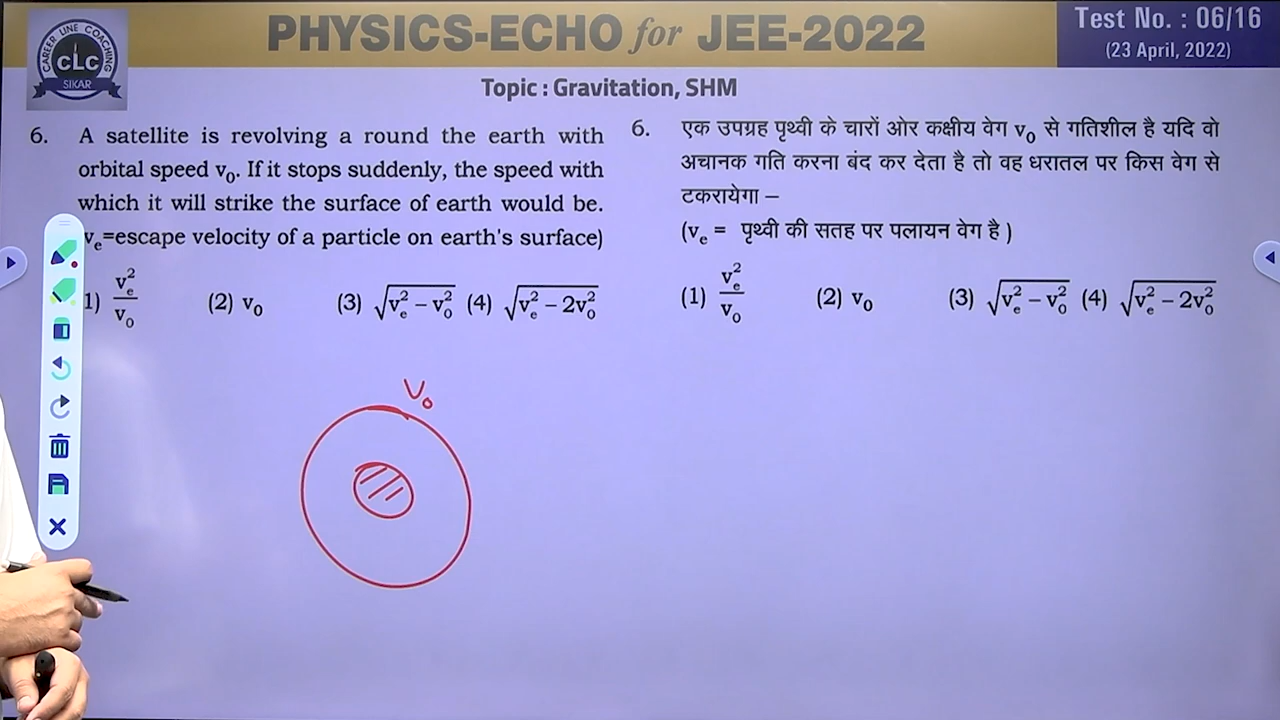 CAREER LINE COACHING
CLC
SIKAR
PHYSICS-ECHO for JEE-2022
Test No. : 06/16
(23 April, 2022)
Topic : Gravitation, SHM
6. A satellite is revolving a round the earth with
orbital speed v₀. If it stops suddenly, the speed with
which it will strike the surface of earth would be.
vₑ=escape velocity of a particle on earth's surface)
1) vₑ²/v₀ (2) v₀ (3) √(vₑ² – v₀²) (4) √(vₑ² – 2v₀²)
6. एक उपग्रह पृथ्वी के चारों ओर कक्षीय वेग v₀ से गतिशील है यदि वो
अचानक गति करना बंद कर देता है तो वह धरातल पर किस वेग से
टकरायेगा –
(vₑ = पृथ्वी की सतह पर पलायन वेग है )
(1) vₑ²/v₀ (2) v₀ (3) √(vₑ² – v₀²) (4) √(vₑ² – 2v₀²)
V₀